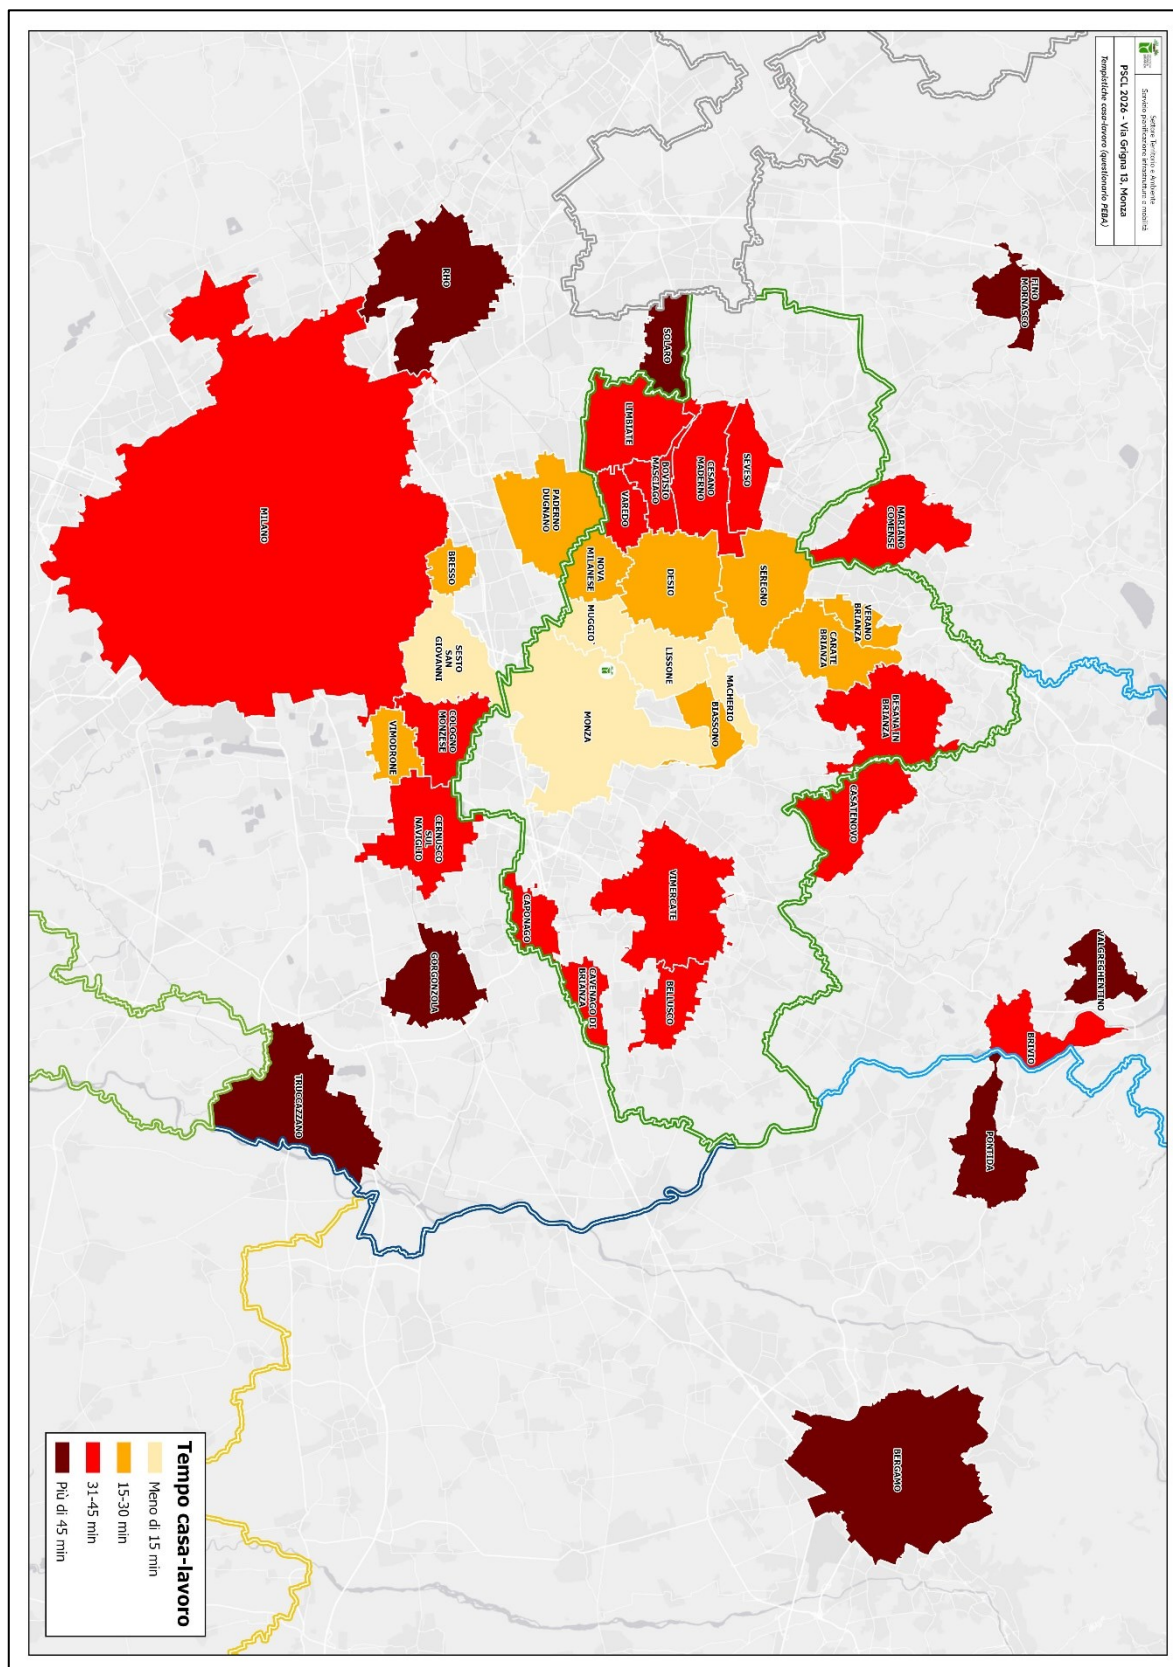 Settore Territorio e Ambiente
Servizio pianificazione infrastrutture e mobilità
PSCL 2026 - Via Grigna 13, Monza
Tempistiche casa-lavoro (questionario PEBA)
FINO
MORNASCO
VALGREGHENTINO
BRIVIO
PONTIDA
MARIANO
COMENSE
VERANO
BRIANZA
CARATE
BRIANZA
BESANA IN
BRIANZA
CASATENOVO
BERGAMO
SEVESO
CESANO
MADERNO
BOVISIO
MASCIAGO
SEREGNO
DESIO
LISSONE
MACHERIO
BIASSONO
VIMERCATE
BELLUSCO
SOLARO
LIMBIATE
VAREDO
NOVA
MILANESE
MUGGIO'
MONZA
CAVENAGO DI
BRIANZA
CAPONAGO
PADERNO
DUGNANO
RHO
BRESSO
SESTO
SAN
GIOVANNI
COLOGNO
MONZESE
VIMODRONE
CERNUSCO
SUL
NAVIGLIO
GORGONZOLA
MILANO
TRUCCAZZANO
Tempo casa-lavoro
Meno di 15 min
15-30 min
31-45 min
Più di 45 min